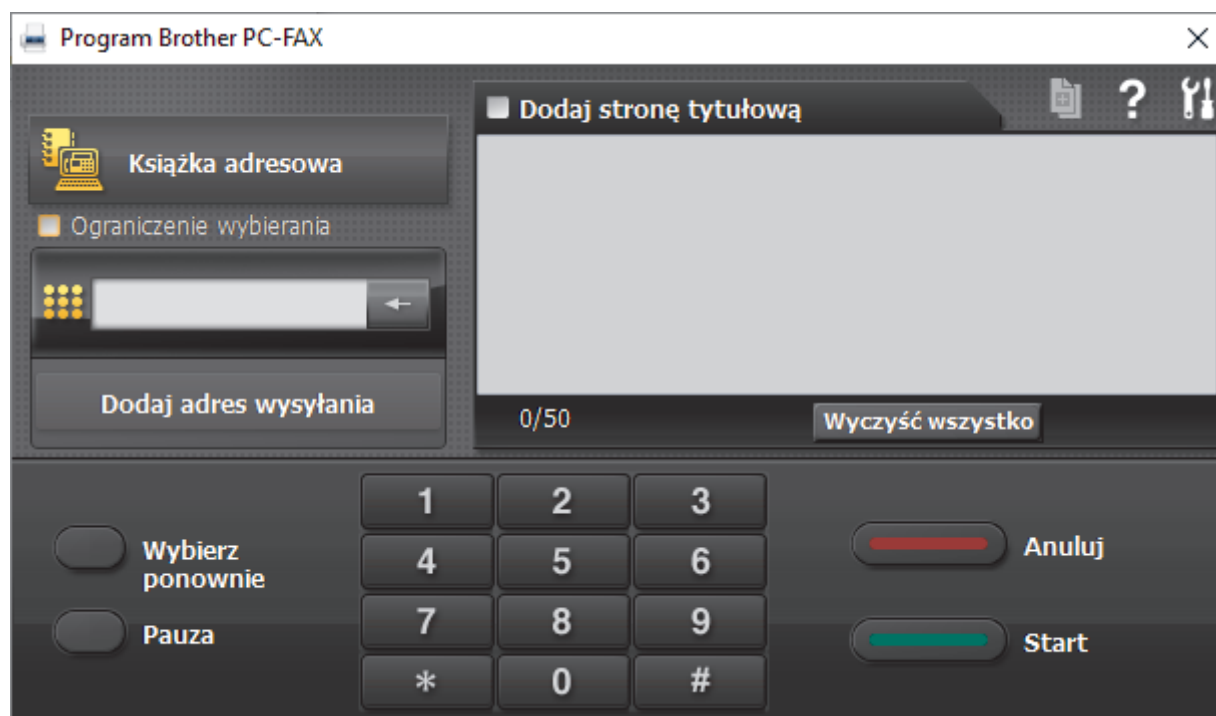 Program Brother PC-FAX
Dodaj stronę tytułową
?
Książka adresowa
Ograniczenie wybierania
Dodaj adres wysyłania
0/50
Wyczyść wszystko
1 2 3
4 5 6
7 8 9
* 0 #
Wybierz
ponownie
Pauza
Anuluj
Start